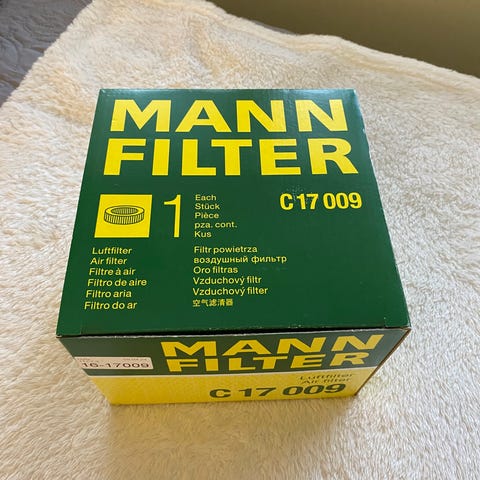 MANN
FILTER
1
Each
Stück
Pièce
pza. cont.
Kus
C 17 009
Luftfilter
Air filter
Filtre à air
Filtro de aire
Filtro aria
Filtro do ar
Filtr powietrza
воздушный фильтр
Oro filtras
Vzduchový filtr
Vzduchový filter
空气滤清器
MANN
FILTER
16-17009
Luftfilter
Air filter
C 17 009